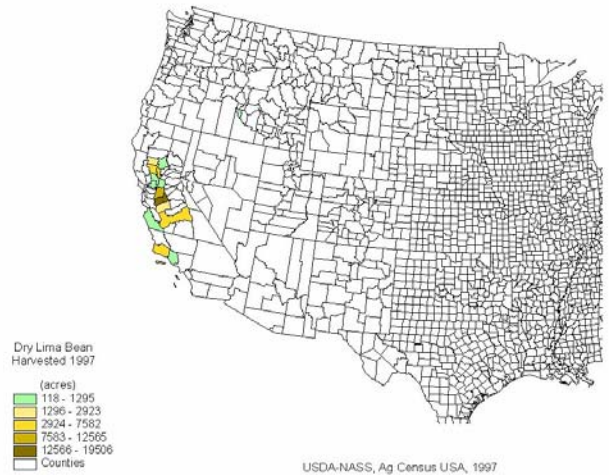 Dry Lima Bean
Harvested 1997
(acres)
118 - 1295
1296 - 2923
2924 - 7582
7583 - 12565
12566 - 19506
Counties
USDA-NASS, Ag Census USA, 1997